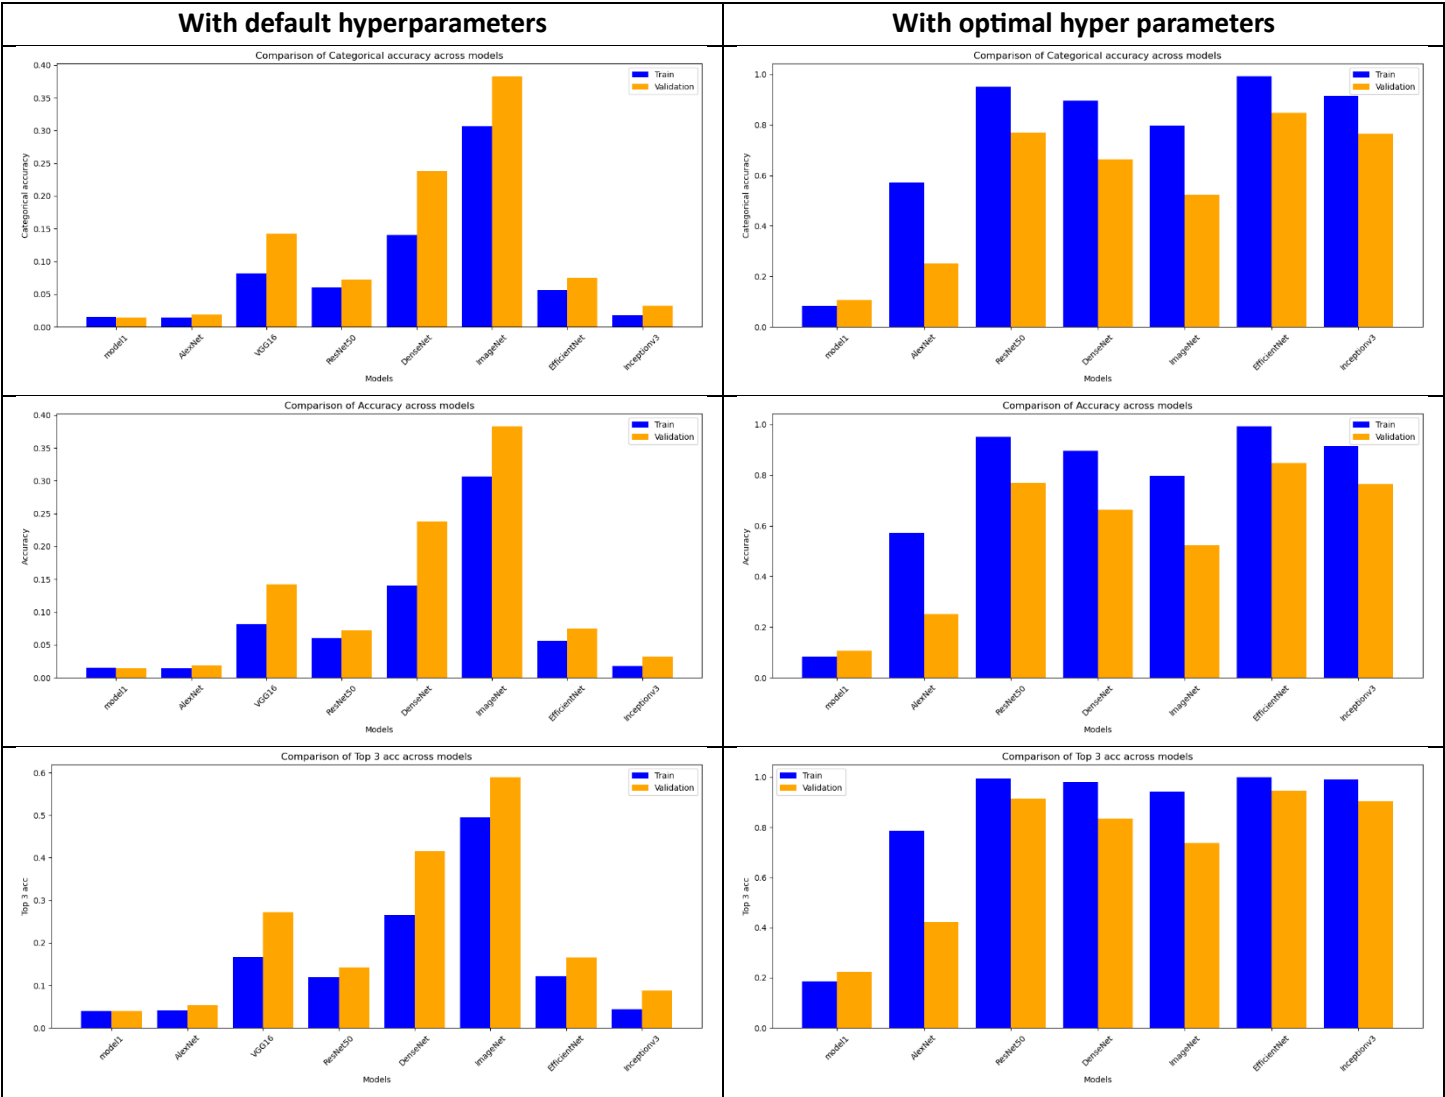 With default hyperparameters
With optimal hyper parameters
Comparison of Categorical accuracy across models
0.40
0.35
0.30
0.25
0.20
0.15
0.10
0.05
0.00
Categorical accuracy
Train
Validation
model1
AlexNet
VGG16
ResNet50
DenseNet
ImageNet
EfficientNet
Inceptionv3
Models
Comparison of Categorical accuracy across models
1.0
0.8
0.6
0.4
0.2
0.0
Categorical accuracy
Train
Validation
model1
AlexNet
ResNet50
DenseNet
ImageNet
EfficientNet
Inceptionv3
Models
Comparison of Accuracy across models
0.40
0.35
0.30
0.25
0.20
0.15
0.10
0.05
0.00
Accuracy
Train
Validation
model1
AlexNet
VGG16
ResNet50
DenseNet
ImageNet
EfficientNet
Inceptionv3
Models
Comparison of Accuracy across models
1.0
0.8
0.6
0.4
0.2
0.0
Accuracy
Train
Validation
model1
AlexNet
ResNet50
DenseNet
ImageNet
EfficientNet
Inceptionv3
Models
Comparison of Top 3 acc across models
0.6
0.5
0.4
0.3
0.2
0.1
0.0
Top 3 acc
Train
Validation
model1
AlexNet
VGG16
ResNet50
DenseNet
ImageNet
EfficientNet
Inceptionv3
Models
Comparison of Top 3 acc across models
1.0
0.8
0.6
0.4
0.2
0.0
Top 3 acc
Train
Validation
model1
AlexNet
ResNet50
DenseNet
ImageNet
EfficientNet
Inceptionv3
Models